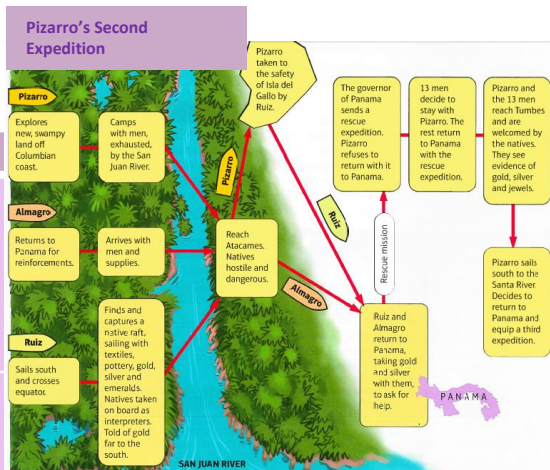 Pizarro's Second
Expedition
Pizarro
Explores
new, swampy
land off
Columbian
coast.
Camps
with men,
exhausted,
by the San
Juan River.
Almagro
Returns to
Panama for
reinforcements.
Arrives with
men and
supplies.
Ruiz
Sails south
and crosses
equator.
Finds and
captures a
native raft,
sailing with
textiles,
pottery, gold,
silver and
emeralds.
Natives taken
on board as
interpreters.
Told of gold
far to the
south.
Reach
Atacames.
Natives
hostile and
dangerous.
Pizarro
Pizarro
taken to
the safety
of Isla del
Gallo by
Ruiz.
Ruiz
Almagro
Ruiz and
Almagro
return to
Panama,
taking gold
and silver
with them,
to ask for
help.
Rescue mission
The governor
of Panama
sends a
rescue
expedition.
Pizarro
refuses to
return with it
to Panama.
13 men
decide to
stay with
Pizarro. The
rest return
to Panama
with the
rescue
expedition.
Pizarro and
the 13 men
reach Tumbes
and are
welcomed by
the natives.
They see
evidence of
gold, silver
and jewels.
Pizarro sails
south to the
Santa River.
Decides to
return to
Panama and
equip a third
expedition.
PANAMA
SAN JUAN RIVER